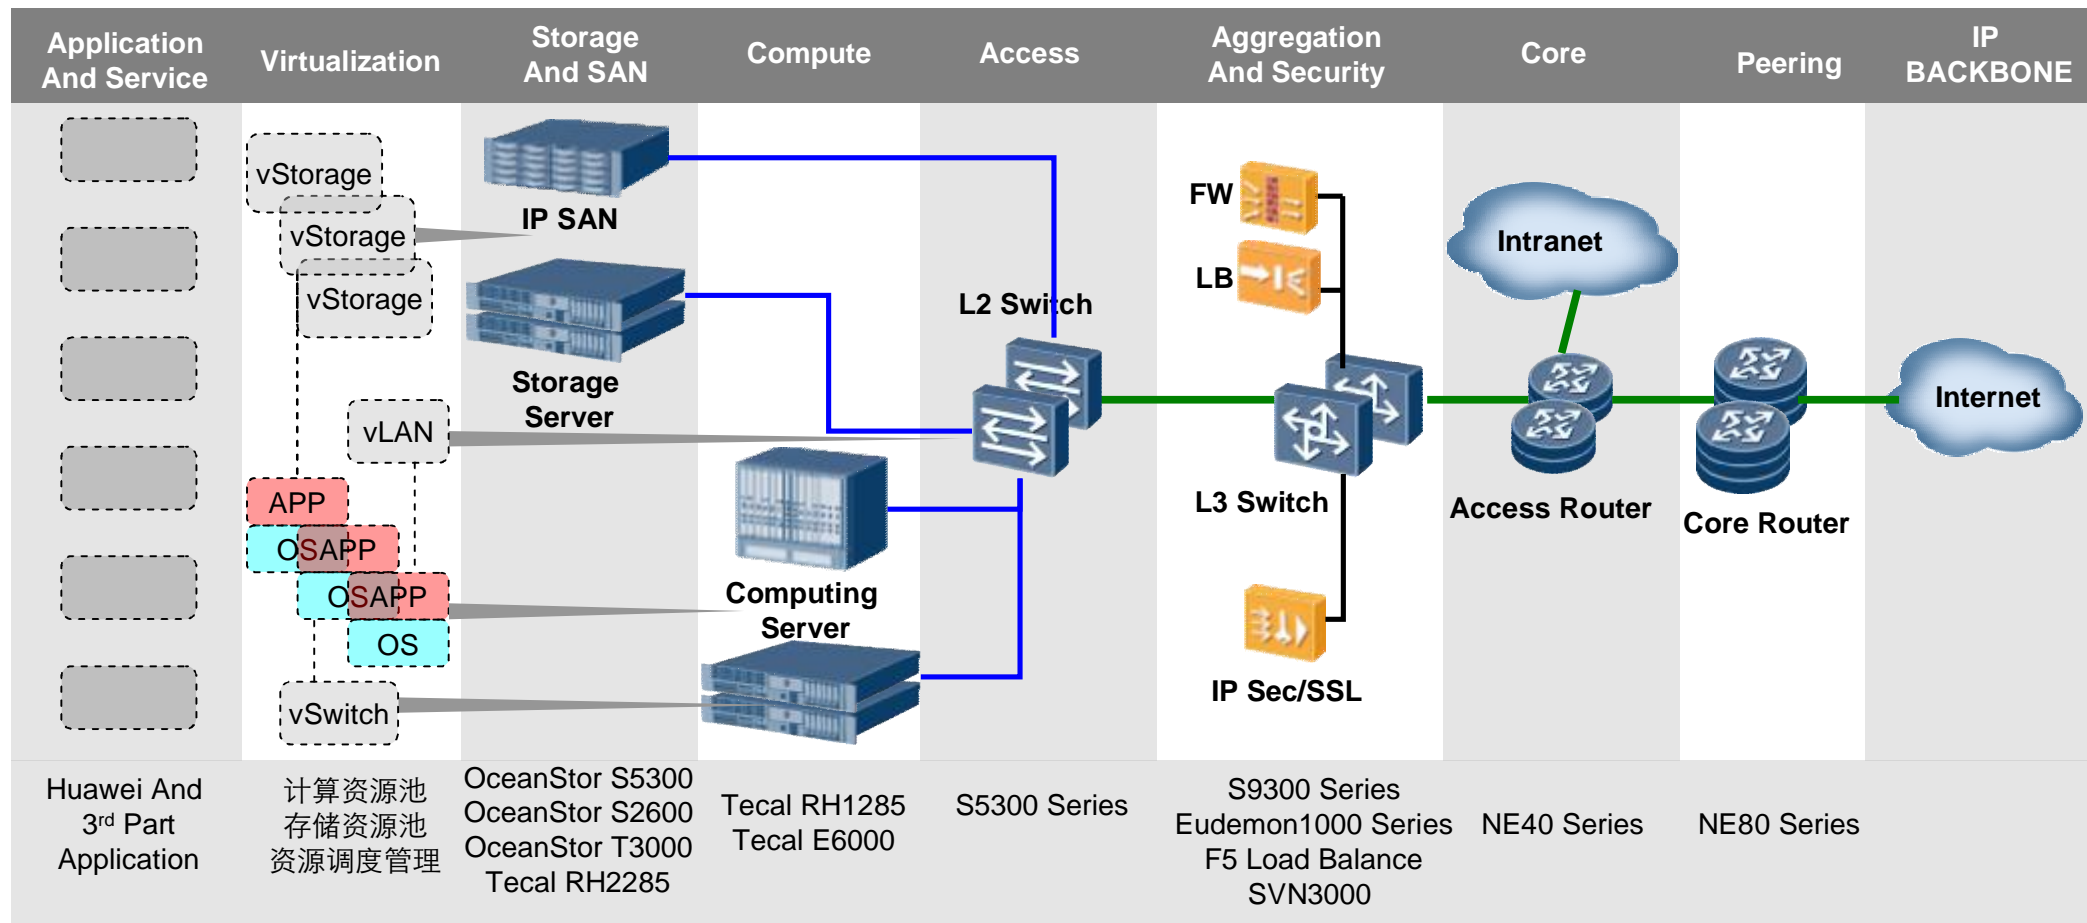 Application
And Service
Virtualization
Storage
And SAN
Compute
Access
Aggregation
And Security
Core
Peering
IP
BACKBONE
vStorage
vStorage
vStorage
vLAN
APP
OSAPP
OSAPP
OS
vSwitch
IP SAN
Storage
Server
Computing
Server
L2 Switch
FW
LB
L3 Switch
IP Sec/SSL
Intranet
Access Router
Core Router
Internet
Huawei And
3rd Part
Application
计算资源池
存储资源池
资源调度管理
OceanStor S5300
OceanStor S2600
OceanStor T3000
Tecal RH2285
Tecal RH1285
Tecal E6000
S5300 Series
S9300 Series
Eudemon1000 Series
F5 Load Balance
SVN3000
NE40 Series
NE80 Series